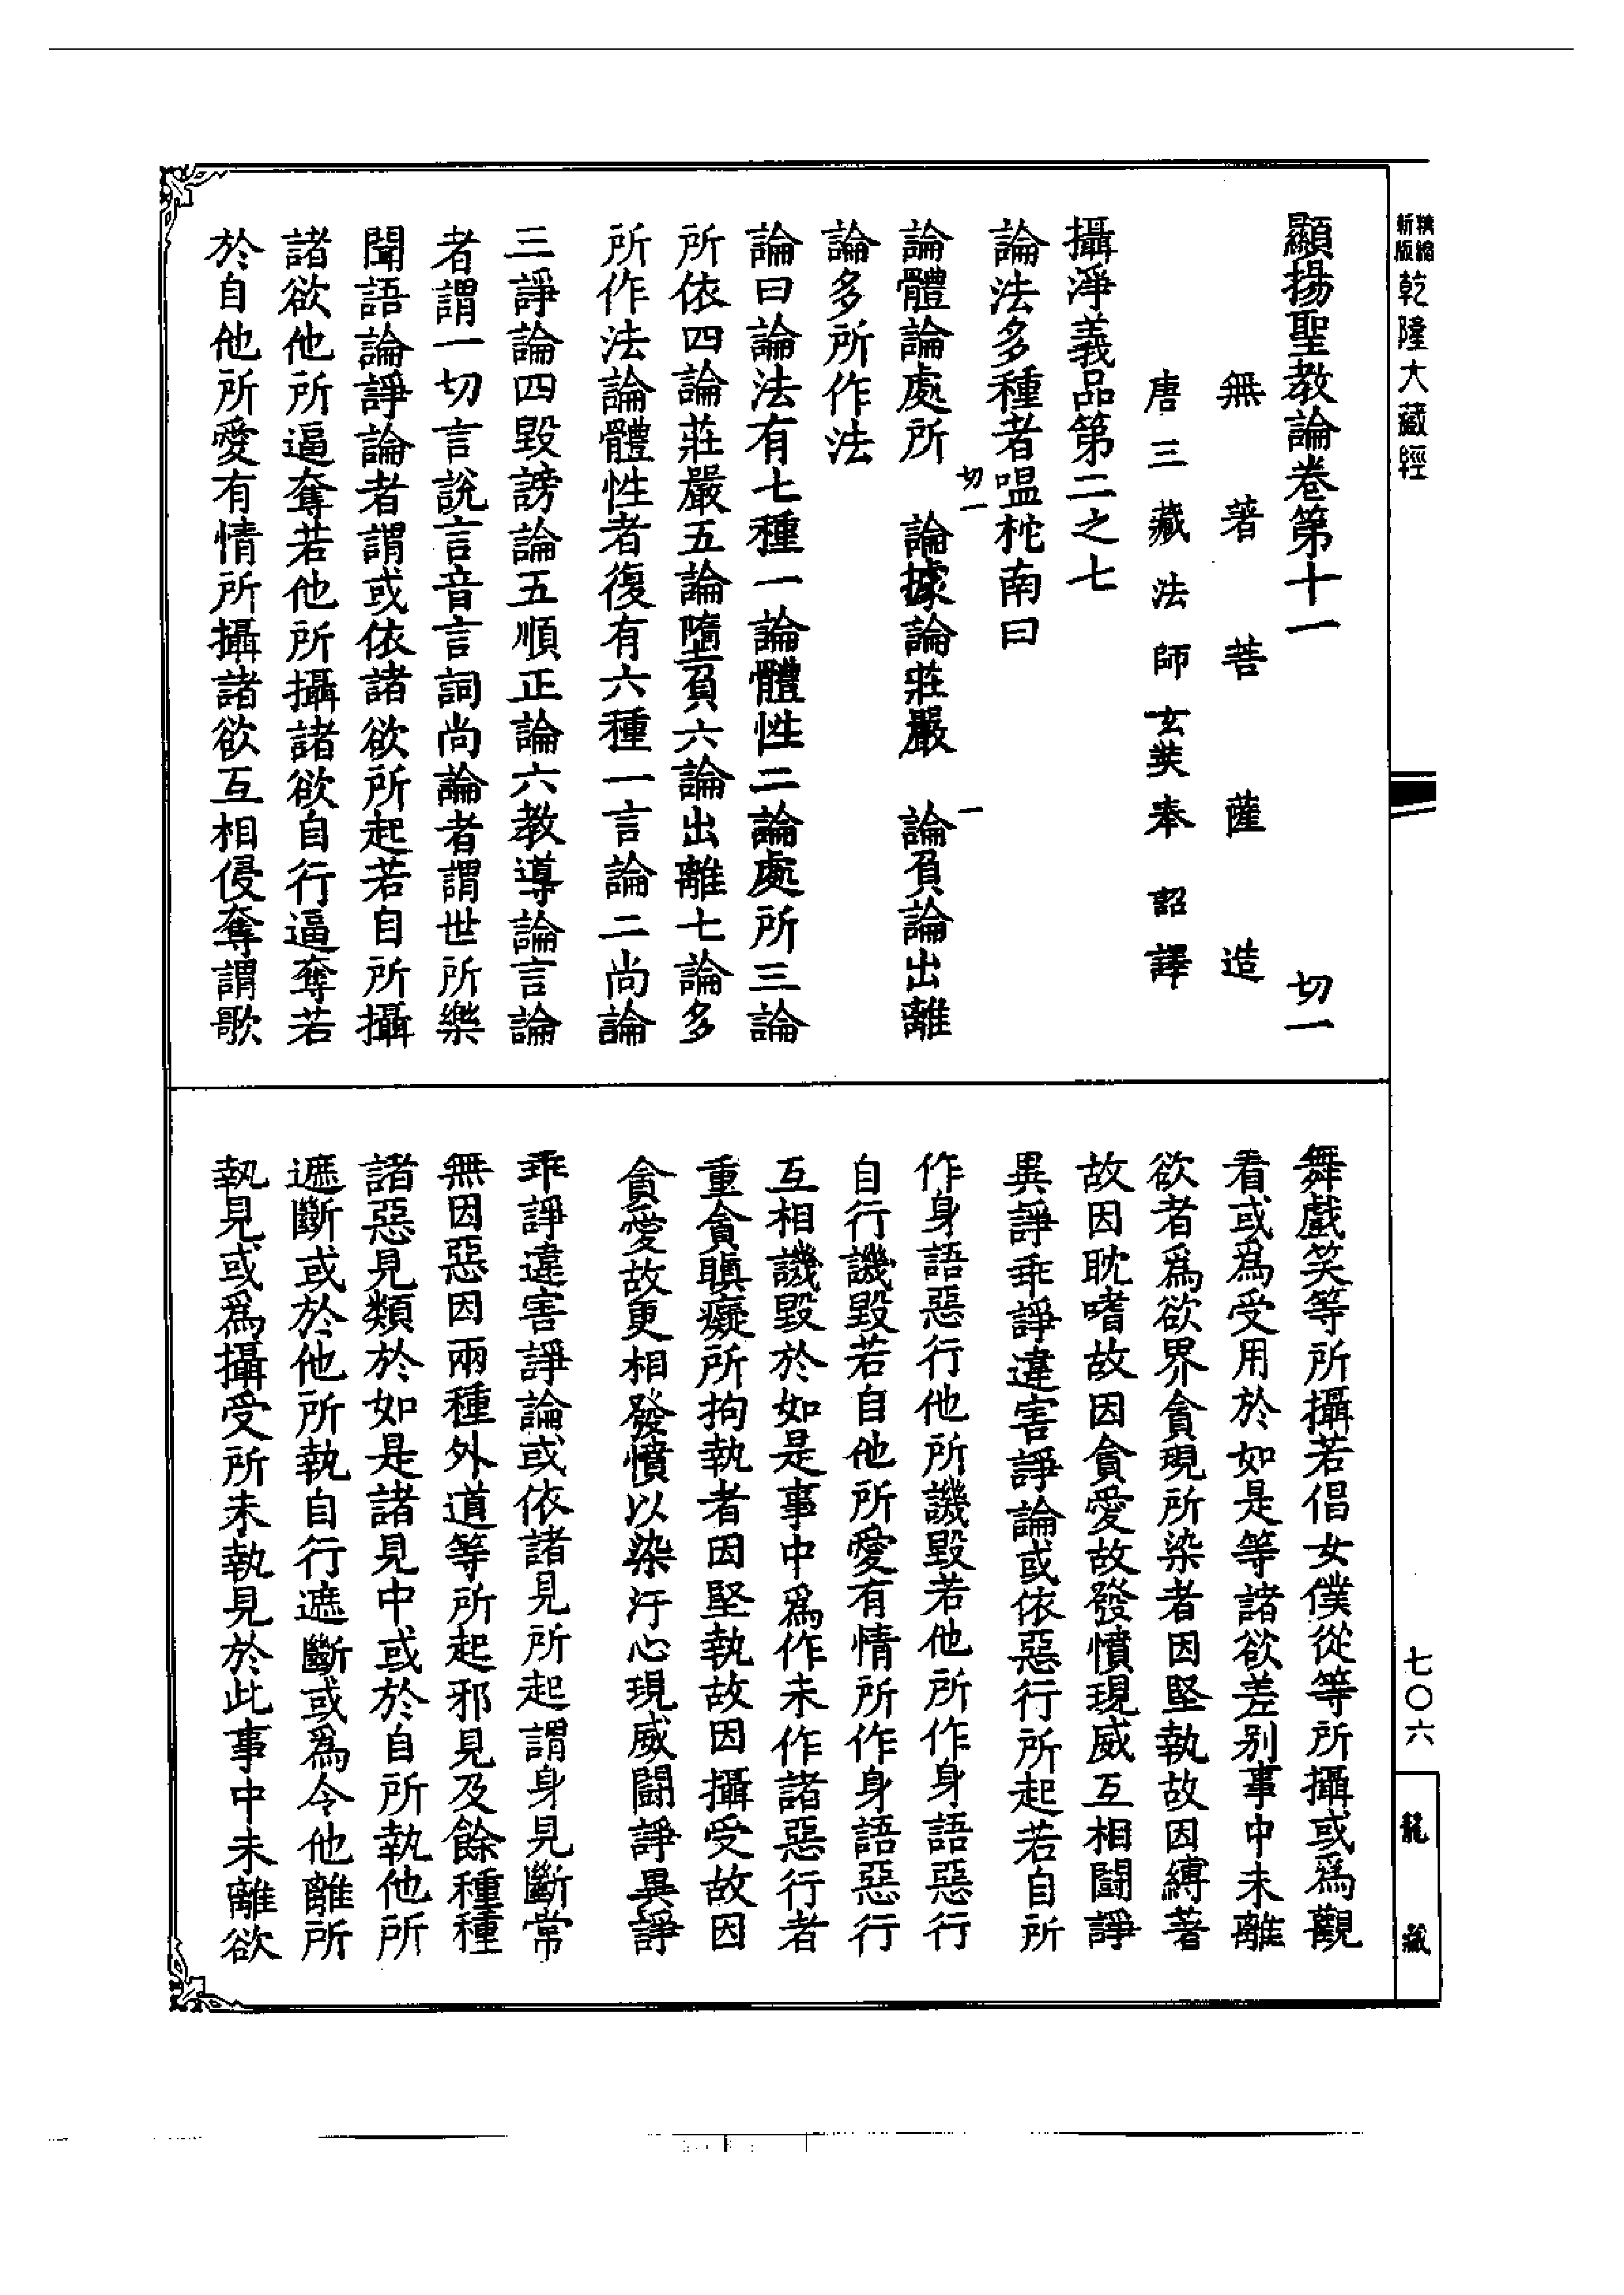 新版精縮乾隆大藏經
顯揚聖教論卷第十一 切一
無著菩薩造
唐三藏法師玄奘奉 詔譯
攝淨義品第二之七
論法多種者嗢柁南曰
切一 一
論體論處所 論據論莊嚴 論負論出離
論多所作法
論曰論法有七種一論體性二論處所三論
所依四論莊嚴五論墮負六論出離七論多
所作法論體性者復有六種一言論二尚論
三諍論四毀謗論五順正論六教導論言論
者謂一切言說言音言詞尚論者謂世所樂
聞語論諍論者謂或依諸欲所起若自所攝
諸欲他所逼奪若他所攝諸欲自行逼奪若
於自他所愛有情所攝諸欲互相侵奪謂歌
舞戲笑等所攝若倡女僕從等所攝或為觀
看或為受用於如是等諸欲差別事中未離
欲者為欲界貪現所染者因堅執故因縛著
故因耽嗜故因貪愛故發憤現威互相鬬諍
異諍乖諍違害諍論或依惡行所起若自所
作身語惡行他所譏毀若他所作身語惡行
自行譏毀若自他所愛有情所作身語惡行
互相譏毀於如是事中為作未作諸惡行者
重貪瞋癡所拘執者因堅執故因攝受故因
貪愛故更相發憤以染汙心現威鬬諍異諍
乖諍違害諍論或依諸見所起謂身見斷常
無因惡因兩種外道等所起邪見及餘種種
諸惡見類於如是諸見中或於自所執他所
遮斷或於他所執自行遮斷或為令他離所
執見或為攝受所未執見於此事中未離欲
七〇六
龍藏